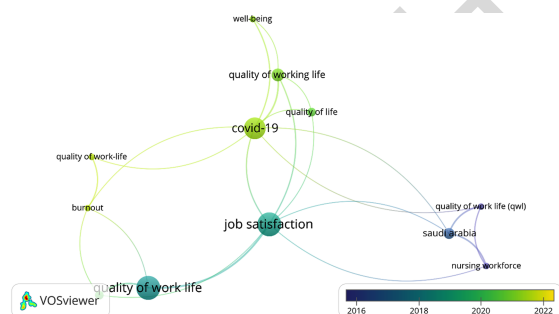 well-being
quality of working life
quality of life
covid-19
quality of work-life
burnout
quality of work life (qwl)
job satisfaction
saudi arabia
nursing workforce
quality of work life
VOSviewer
2016 2018 2020 2022